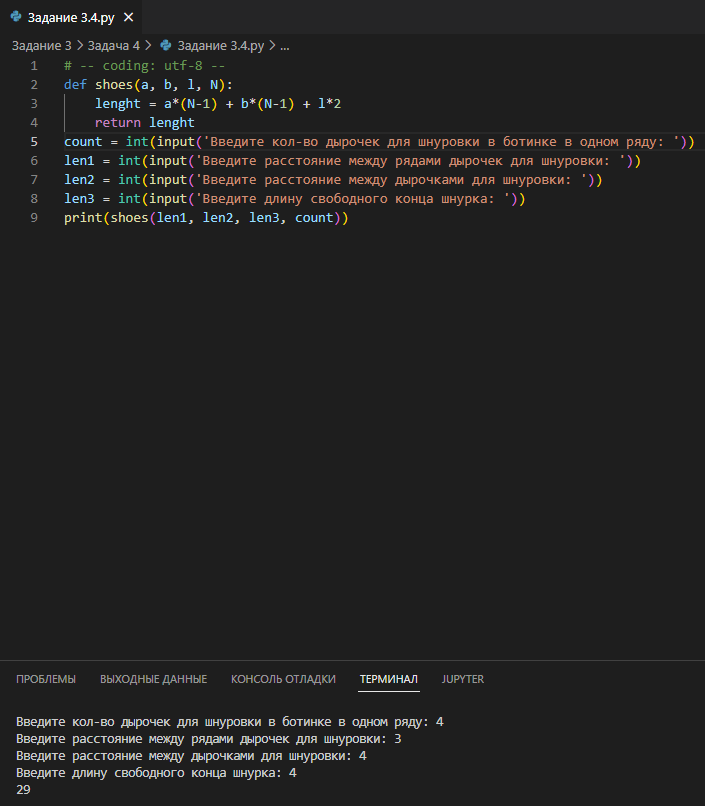 Задание 3.4.py ✕
Задание 3 > Задача 4 > Задание 3.4.py > ...
1 # -- coding: utf-8 --
2 def shoes(a, b, l, N):
3     lenght = a*(N-1) + b*(N-1) + l*2
4     return lenght
5 count = int(input('Введите кол-во дырочек для шнуровки в ботинке в одном ряду: '))
6 len1 = int(input('Введите расстояние между рядами дырочек для шнуровки: '))
7 len2 = int(input('Введите расстояние между дырочками для шнуровки: '))
8 len3 = int(input('Введите длину свободного конца шнурка: '))
9 print(shoes(len1, len2, len3, count))
ПРОБЛЕМЫ ВЫХОДНЫЕ ДАННЫЕ КОНСОЛЬ ОТЛАДКИ ТЕРМИНАЛ JUPYTER
Введите кол-во дырочек для шнуровки в ботинке в одном ряду: 4
Введите расстояние между рядами дырочек для шнуровки: 3
Введите расстояние между дырочками для шнуровки: 4
Введите длину свободного конца шнурка: 4
29